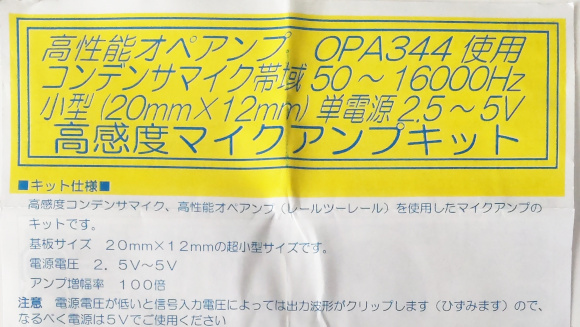 高性能オペアンプ OPA344使用
コンデンサマイク帯域50～16000Hz
小型(20mm×12mm)単電源2.5～5V
高感度マイクアンプキット
■キット仕様■
高感度コンデンサマイク、高性能オペアンプ（レールツーレール）を使用したマイクアンプの
キットです。
基板サイズ 20mm×12mmの超小型サイズです。
電源電圧 2．5V～5V
アンプ増幅率 100倍
注意 電源電圧が低いと信号入力電圧によっては出力波形がクリップします（ひずみます）ので、
なるべく電源は5Vでご使用ください